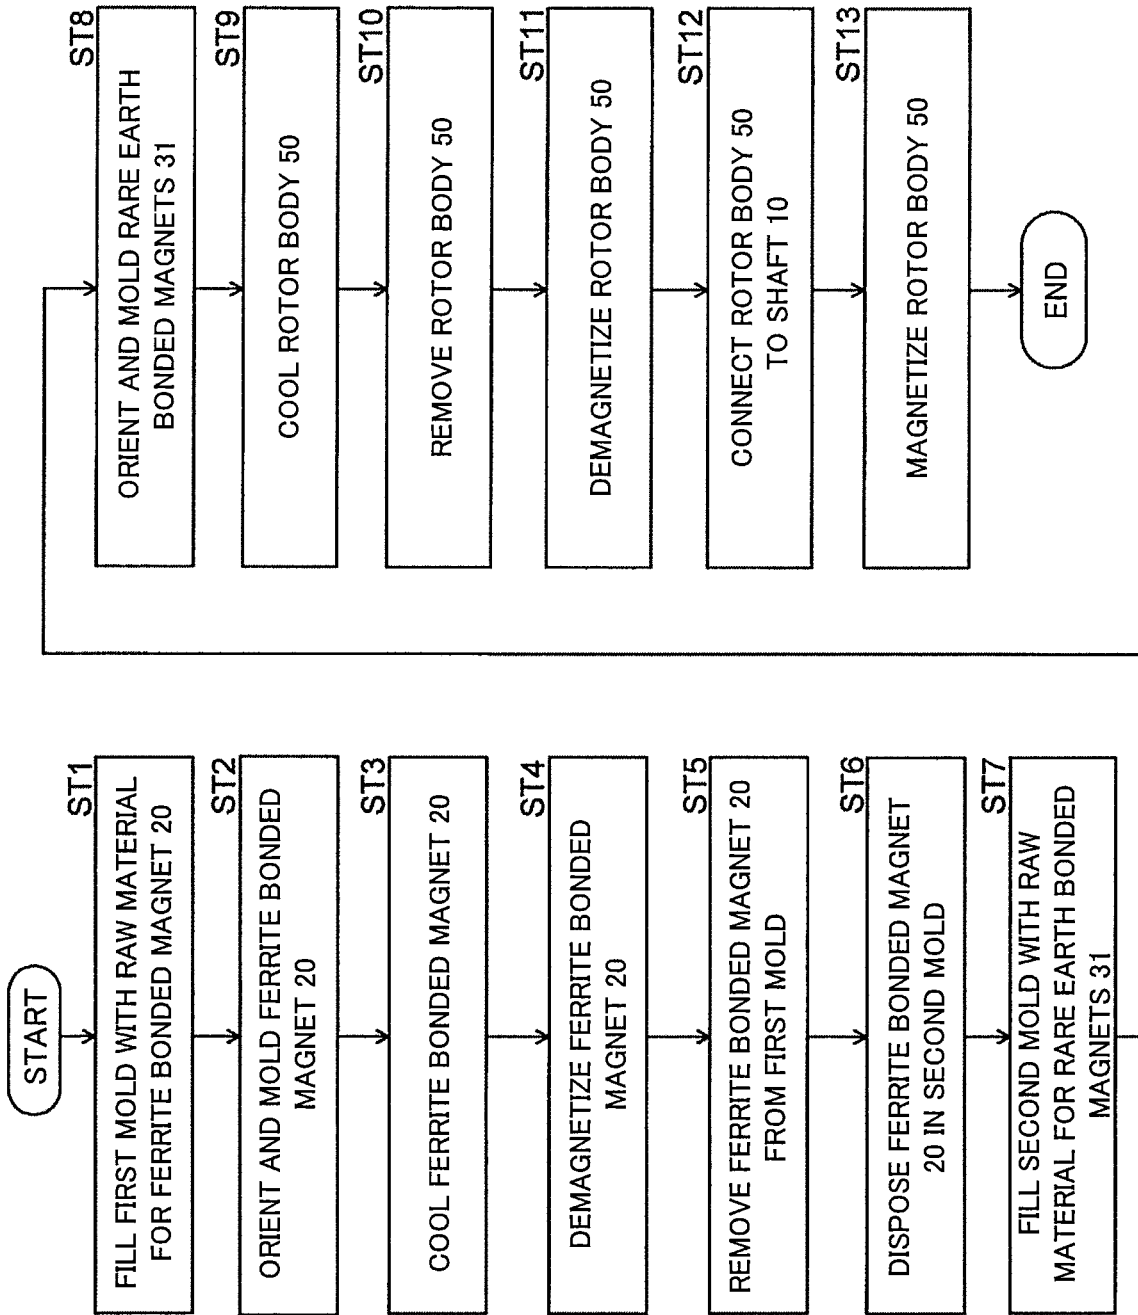 START
ST1
FILL FIRST MOLD WITH RAW MATERIAL
FOR FERRITE BONDED MAGNET 20
ST2
ORIENT AND MOLD FERRITE BONDED
MAGNET 20
ST3
COOL FERRITE BONDED MAGNET 20
ST4
DEMAGNETIZE FERRITE BONDED
MAGNET 20
ST5
REMOVE FERRITE BONDED MAGNET 20
FROM FIRST MOLD
ST6
DISPOSE FERRITE BONDED MAGNET
20 IN SECOND MOLD
ST7
FILL SECOND MOLD WITH RAW
MATERIAL FOR RARE EARTH BONDED
MAGNETS 31
ST8
ORIENT AND MOLD RARE EARTH
BONDED MAGNETS 31
ST9
COOL ROTOR BODY 50
ST10
REMOVE ROTOR BODY 50
ST11
DEMAGNETIZE ROTOR BODY 50
ST12
CONNECT ROTOR BODY 50
TO SHAFT 10
ST13
MAGNETIZE ROTOR BODY 50
END